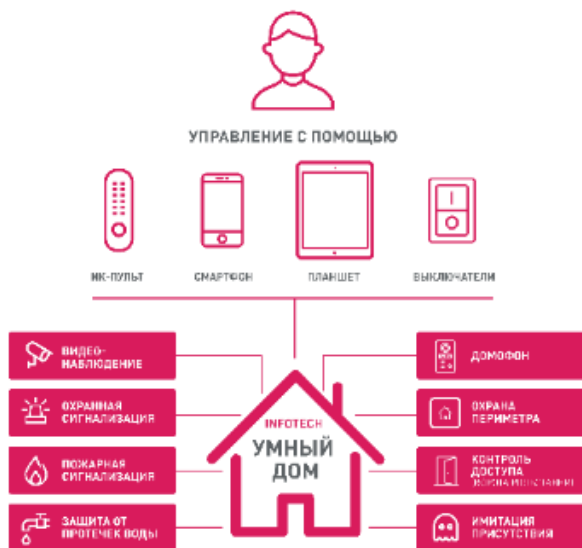 УПРАВЛЕНИЕ С ПОМОЩЬЮ
ИК-ПУЛЬТ
СМАРТФОН
ПЛАНШЕТ
ВЫКЛЮЧАТЕЛИ
ВИДЕО-
НАБЛЮДЕНИЕ
ОХРАННАЯ
СИГНАЛИЗАЦИЯ
ПОЖАРНАЯ
СИГНАЛИЗАЦИЯ
ЗАЩИТА ОТ
ПРОТЕЧЕК ВОДЫ
INFOTECH
УМНЫЙ
ДОМ
ДОМОФОН
ОХРАНА
ПЕРИМЕТРА
КОНТРОЛЬ
ДОСТУПА
ИМИТАЦИЯ
ПРИСУТСТВИЯ